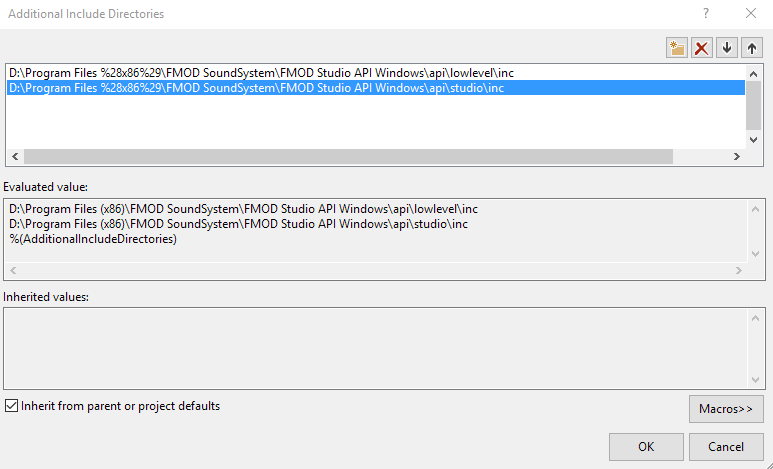 Additional Include Directories
D:\Program Files %28x86%29\FMOD SoundSystem\FMOD Studio API Windows\api\lowlevel\inc
D:\Program Files %28x86%29\FMOD SoundSystem\FMOD Studio API Windows\api\studio\inc
Evaluated value:
D:\Program Files (x86)\FMOD SoundSystem\FMOD Studio API Windows\api\lowlevel\inc
D:\Program Files (x86)\FMOD SoundSystem\FMOD Studio API Windows\api\studio\inc
%(AdditionalIncludeDirectories)
Inherited values:
Inherit from parent or project defaults
Macros>>
OK
Cancel